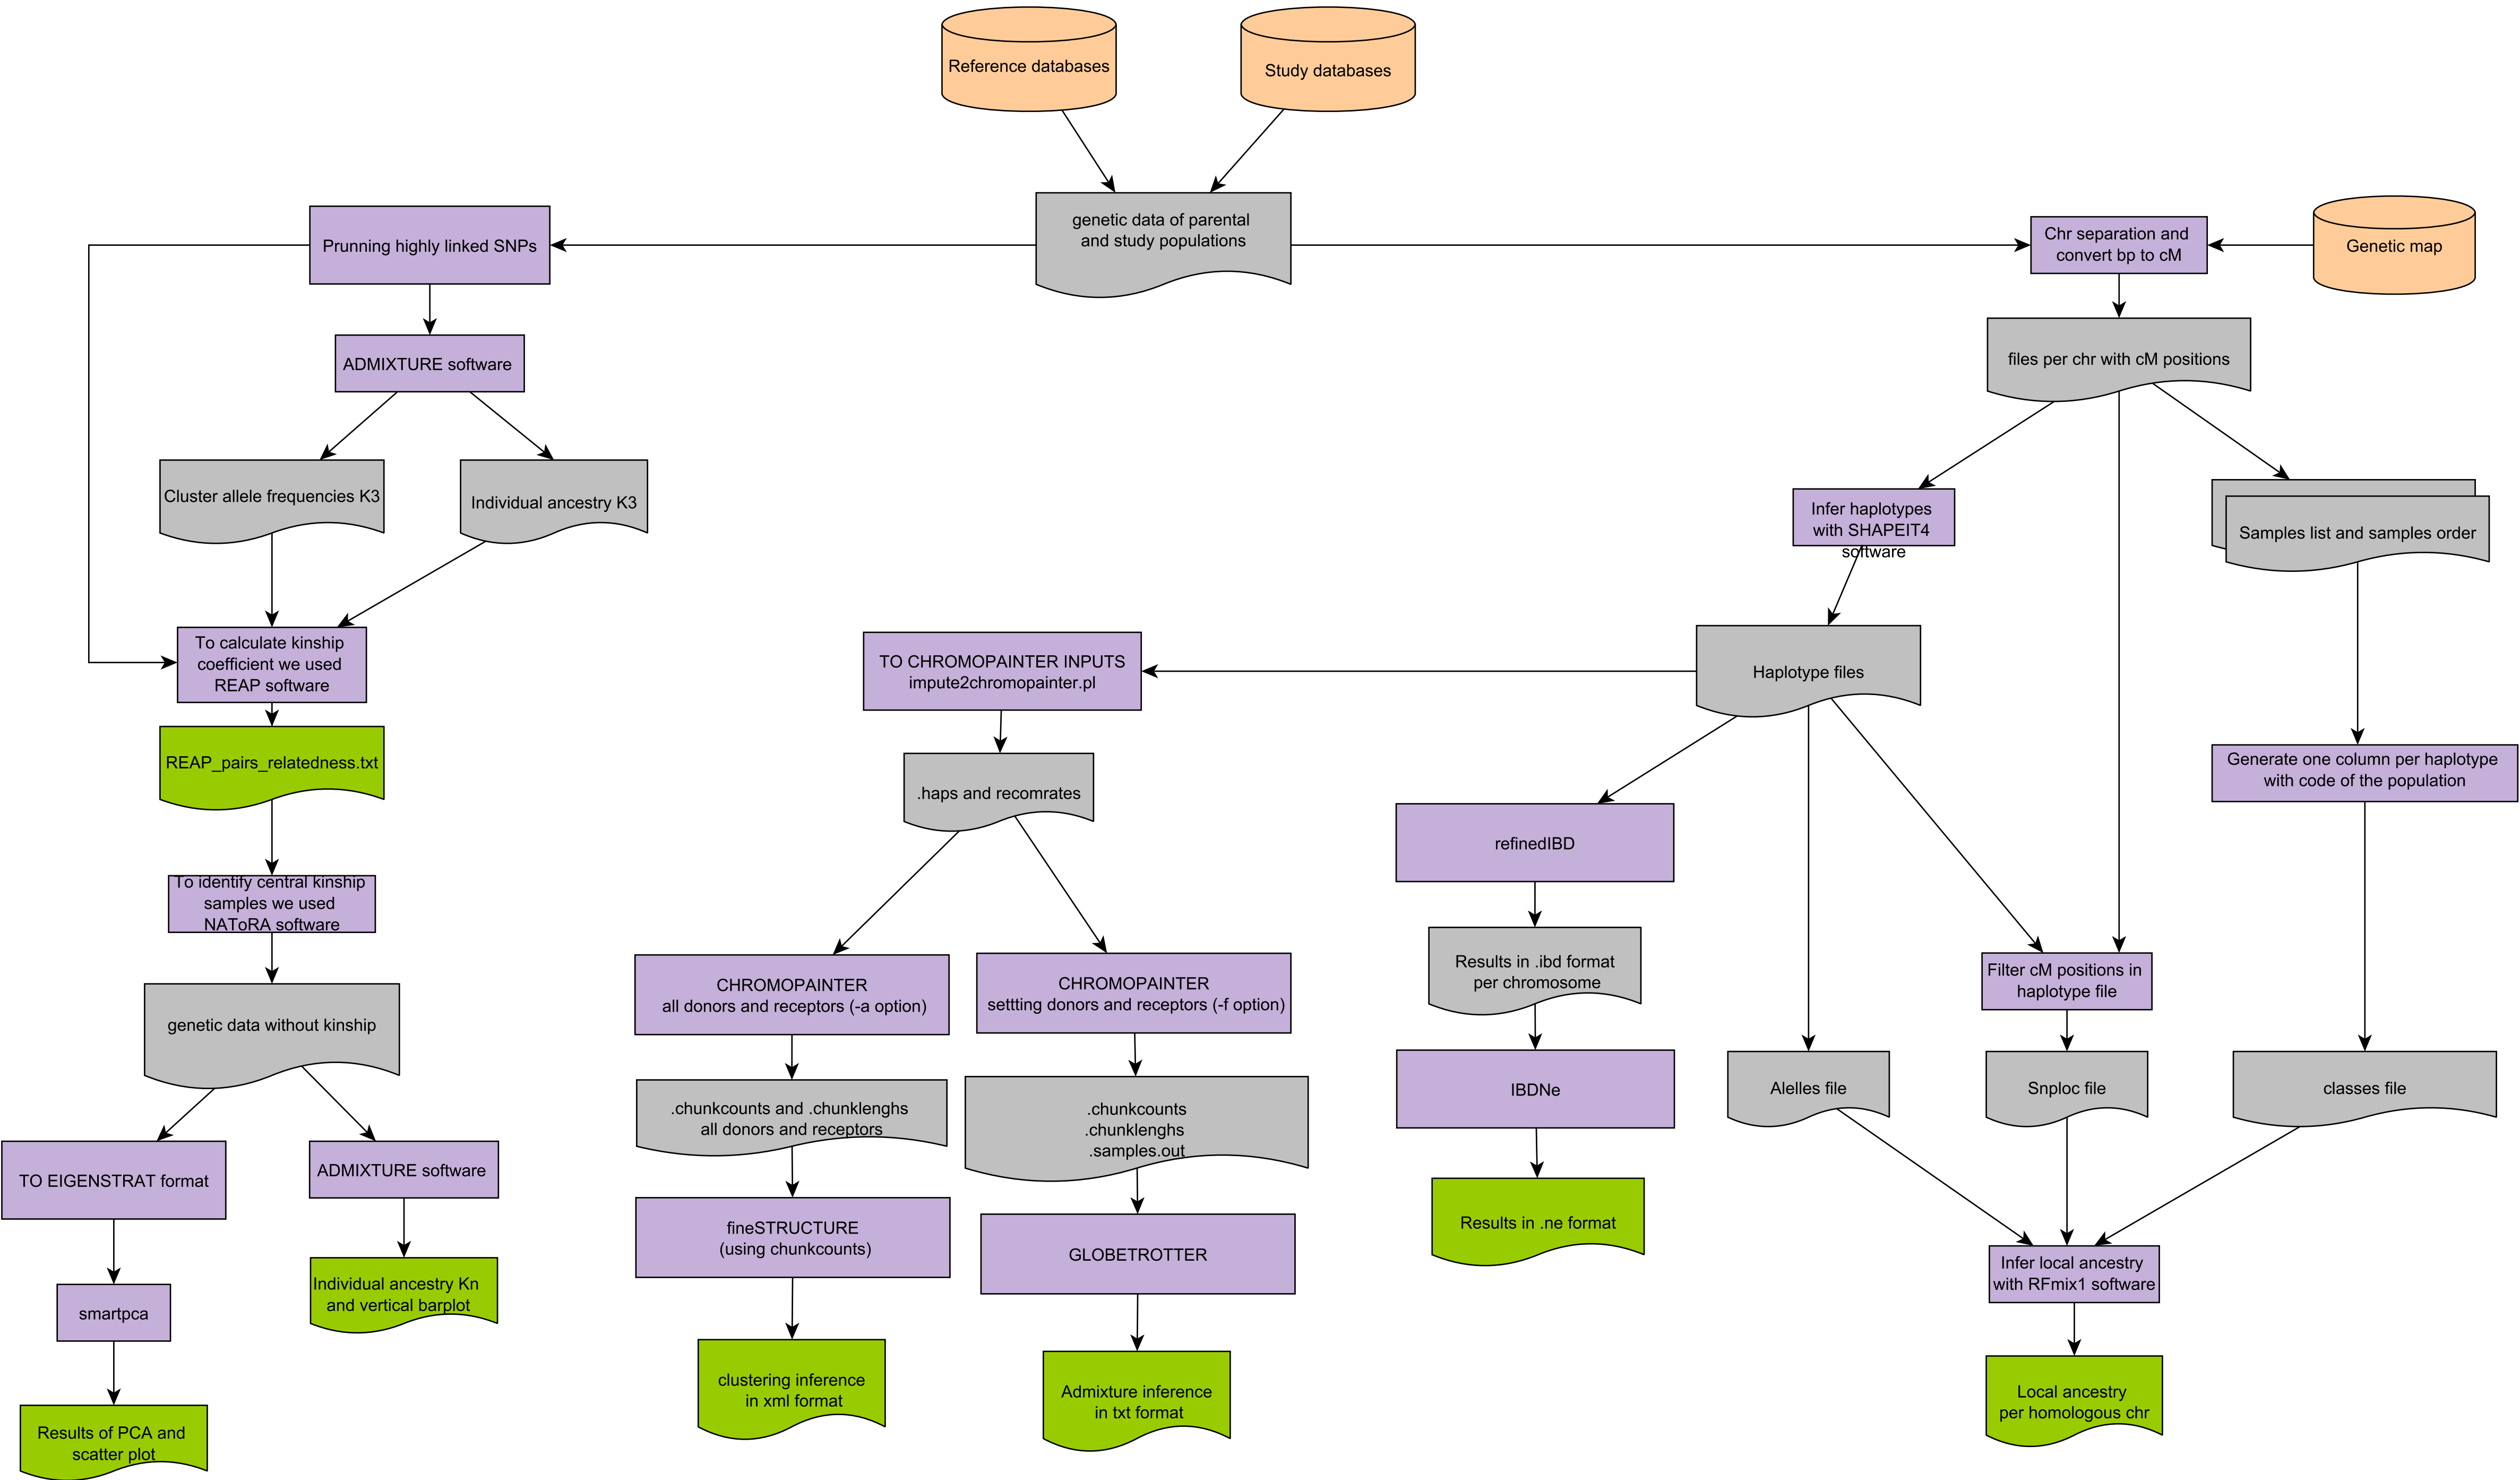 Reference databases
Study databases
genetic data of parental
and study populations
Prunning highly linked SNPs
Chr separation and
convert bp to cM
Genetic map
ADMIXTURE software
files per chr with cM positions
Cluster allele frequencies K3
Individual ancestry K3
Infer haplotypes
with SHAPEIT4
software
Samples list and samples order
To calculate kinship
coefficient we used
REAP software
TO CHROMOPAINTER INPUTS
impute2chromopainter.pl
Haplotype files
REAP_pairs_relatedness.txt
.haps and recomrates
Generate one column per haplotype
with code of the population
refinedIBD
To identify central kinship
samples we used
NAToRA software
CHROMOPAINTER
all donors and receptors (-a option)
CHROMOPAINTER
settting donors and receptors (-f option)
Results in .ibd format
per chromosome
Filter cM positions in
haplotype file
genetic data without kinship
.chunkcounts and .chunklenghs
all donors and receptors
.chunkcounts
.chunklenghs
.samples.out
IBDNe
Alelles file
Snploc file
classes file
TO EIGENSTRAT format
ADMIXTURE software
fineSTRUCTURE
(using chunkcounts)
GLOBETROTTER
Results in .ne format
Infer local ancestry
with RFmix1 software
Individual ancestry Kn
and vertical barplot
smartpca
clustering inference
in xml format
Admixture inference
in txt format
Local ancestry
per homologous chr
Results of PCA and
scatter plot